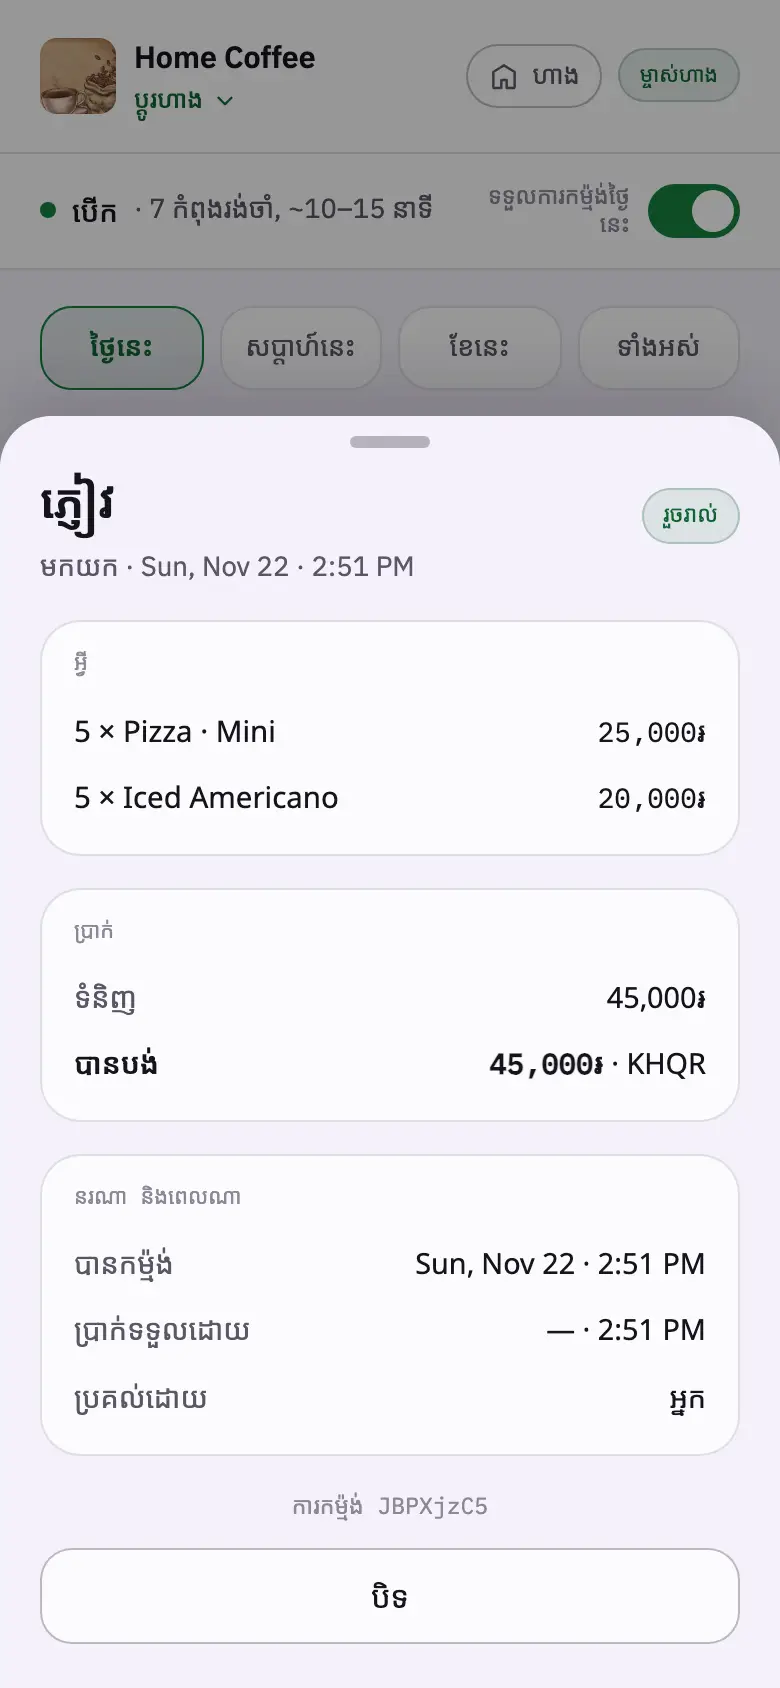 Home Coffee
ប្ដូរហាង
ហាង
ម្ចាស់ហាង
បើក · 7 កំពុងរង់ចាំ, ~10–15 នាទី
ទទួលការកម្ម៉ង់ថ្ងៃ
នេះ
ថ្ងៃនេះ
សប្ដាហ៍នេះ
ខែនេះ
ទាំងអស់
ភ្ញៀវ
រួចរាល់
មកយក · Sun, Nov 22 · 2:51 PM
អ្វី
5 × Pizza · Mini 25,000៛
5 × Iced Americano 20,000៛
ប្រាក់
ទំនិញ 45,000៛
បានបង់ 45,000៛ · KHQR
នរណា និងពេលណា
បានកម្ម៉ង់ Sun, Nov 22 · 2:51 PM
ប្រាក់ទទួលដោយ — · 2:51 PM
ប្រគល់ដោយ អ្នក
ការកម្ម៉ង់ JBPXjzC5
បិទ